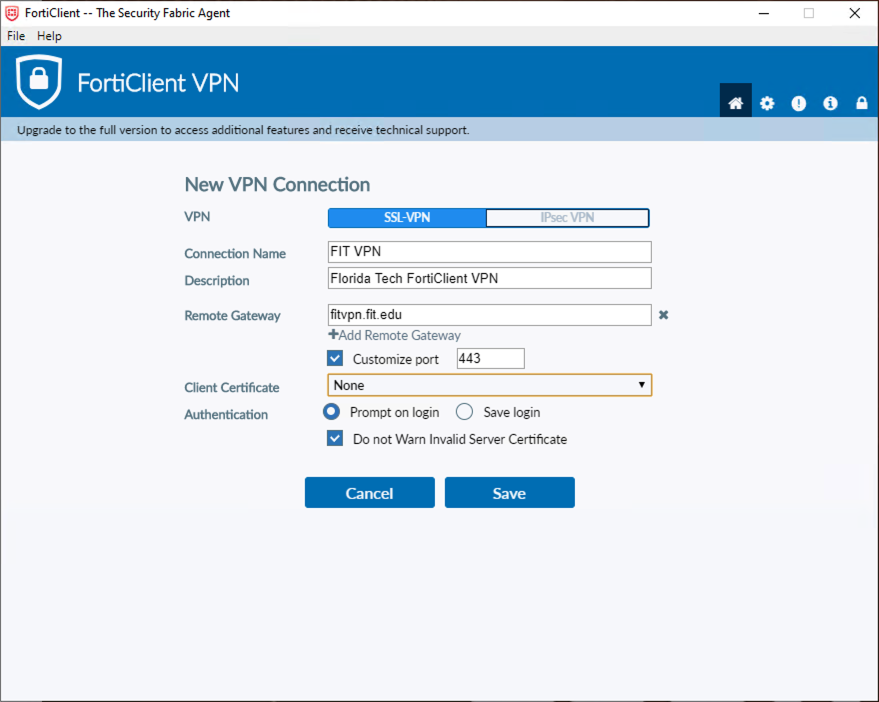 FortiClient -- The Security Fabric Agent
File Help
FortiClient VPN
Upgrade to the full version to access additional features and receive technical support.
New VPN Connection
VPN SSL-VPN IPsec VPN
Connection Name FIT VPN
Description Florida Tech FortiClient VPN
Remote Gateway fitvpn.fit.edu
+Add Remote Gateway
Customize port 443
Client Certificate None
Authentication Prompt on login Save login
Do not Warn Invalid Server Certificate
Cancel Save